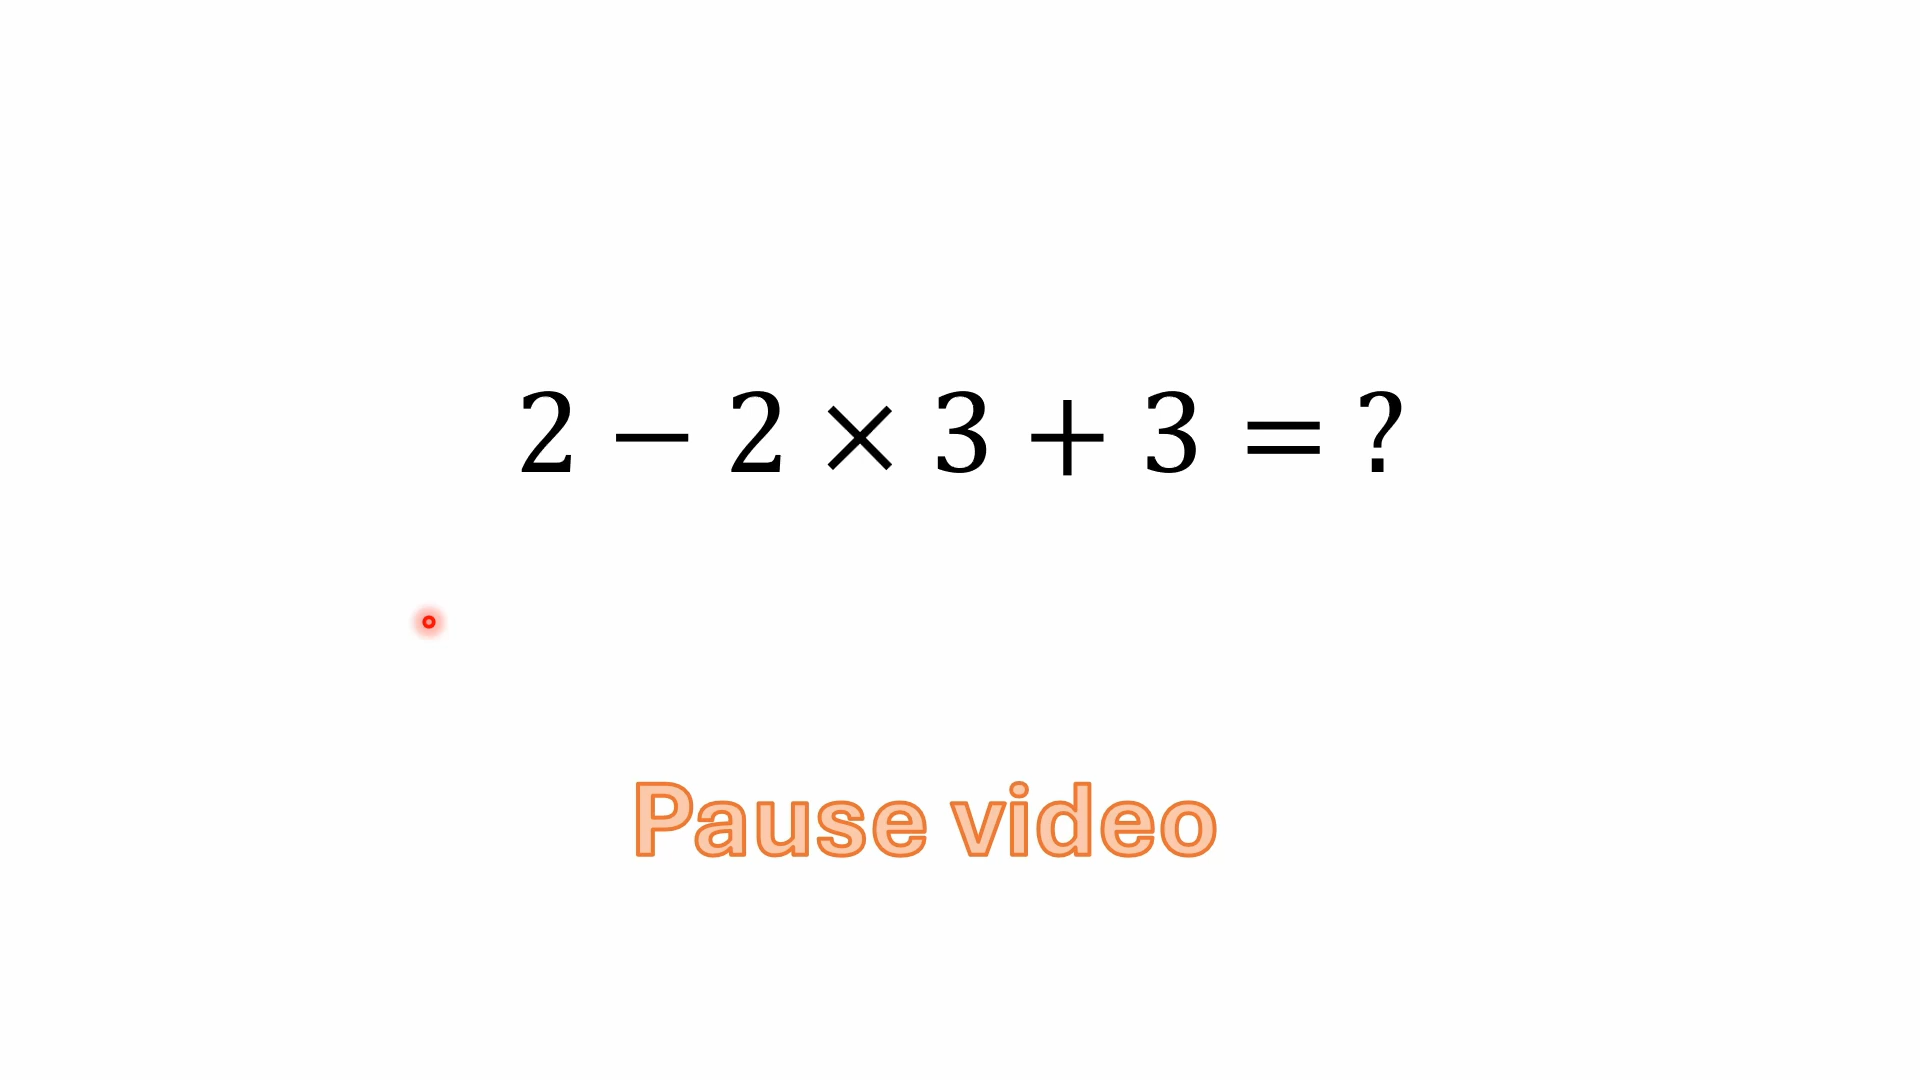 2 − 2 × 3 + 3 = ?
Pause video